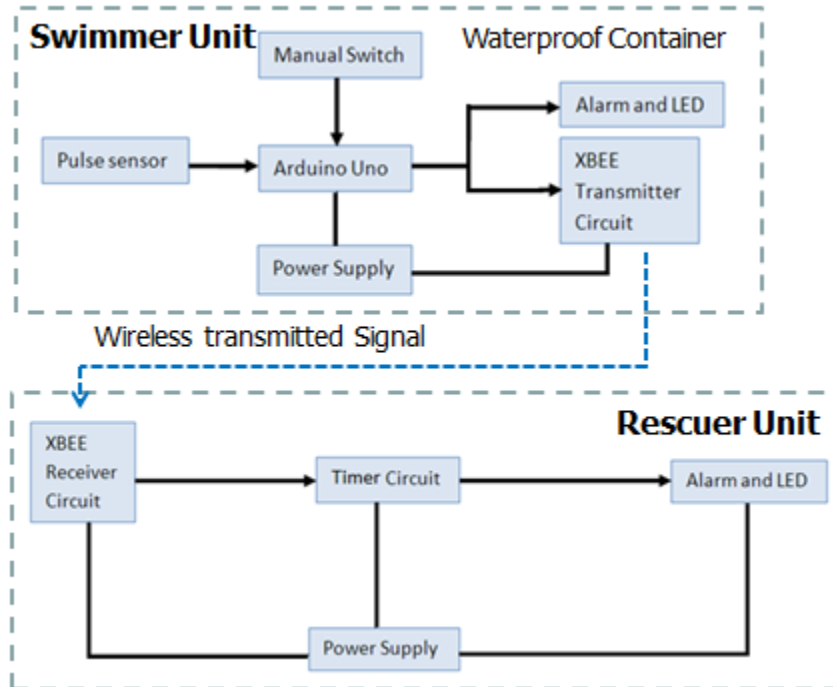 Swimmer Unit
Manual Switch
Waterproof Container
Alarm and LED
Pulse sensor
Arduino Uno
XBEE
Transmitter
Circuit
Power Supply
Wireless transmitted Signal
Rescuer Unit
XBEE
Receiver
Circuit
Timer Circuit
Alarm and LED
Power Supply